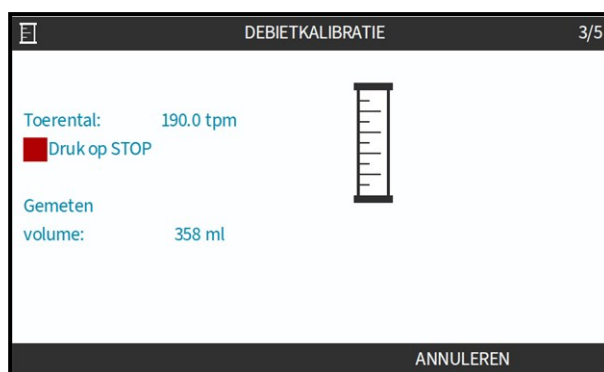 DEBIETKALIBRATIE 3/5
Toerental: 190.0 tpm
Druk op STOP
Gemeten
volume: 358 ml
ANNULEREN